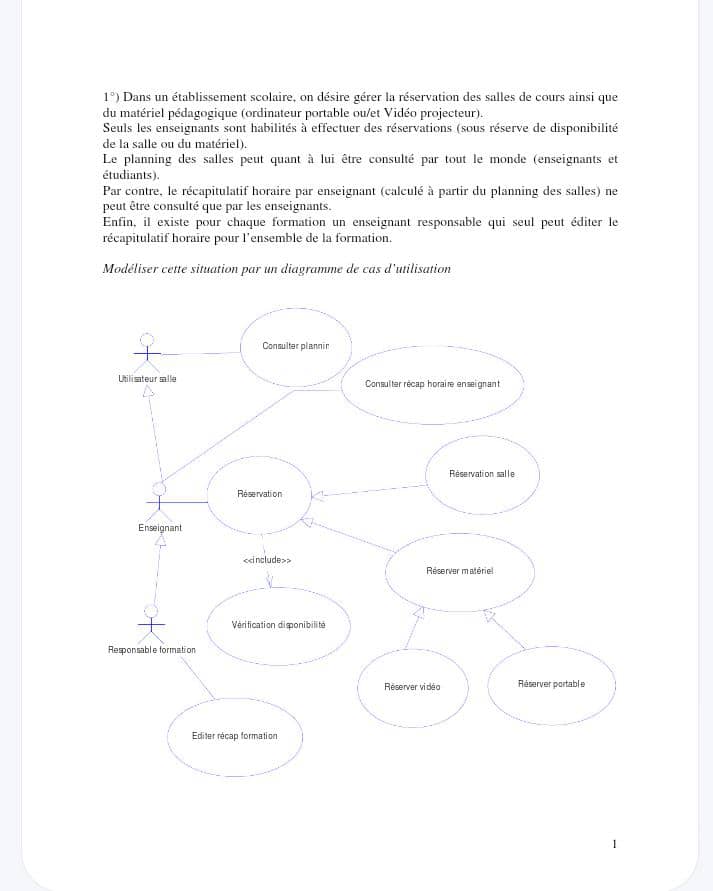 1°) Dans un établissement scolaire, on désire gérer la réservation des salles de cours ainsi que
du matériel pédagogique (ordinateur portable ou/et Vidéo projecteur).
Seuls les enseignants sont habilités à effectuer des réservations (sous réserve de disponibilité
de la salle ou du matériel).
Le planning des salles peut quant à lui être consulté par tout le monde (enseignants et
étudiants).
Par contre, le récapitulatif horaire par enseignant (calculé à partir du planning des salles) ne
peut être consulté que par les enseignants.
Enfin, il existe pour chaque formation un enseignant responsable qui seul peut éditer le
récapitulatif horaire pour l'ensemble de la formation.
Modéliser cette situation par un diagramme de cas d'utilisation
Consulter plannin
Utilisateur salle
Consulter récap horaire enseignant
Réservation salle
Réservation
Enseignant
<<include>>
Réserver matériel
Vérification disponibilité
Responsable formation
Réserver vidéo
Réserver portable
Editer récap formation
1